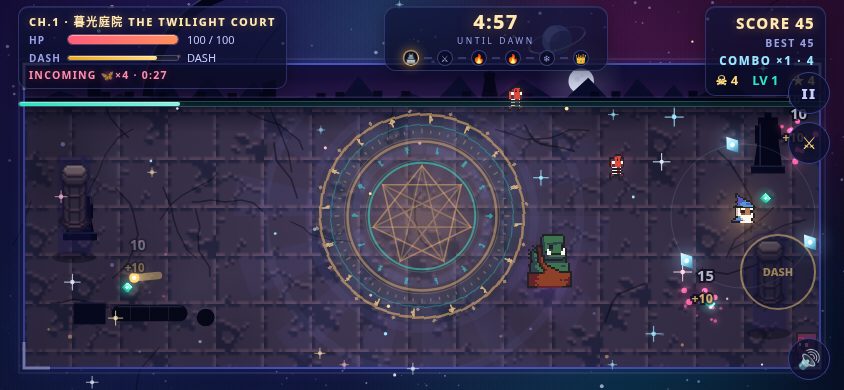 CH.1 · 暮光庭院 THE TWILIGHT COURT
HP 100 / 100
DASH DASH
INCOMING ×4 · 0:27
4:57
UNTIL DAWN
SCORE 45
BEST 45
COMBO ×1 · 4
4 LV 1 4
10
10
+10
15
+10
DASH